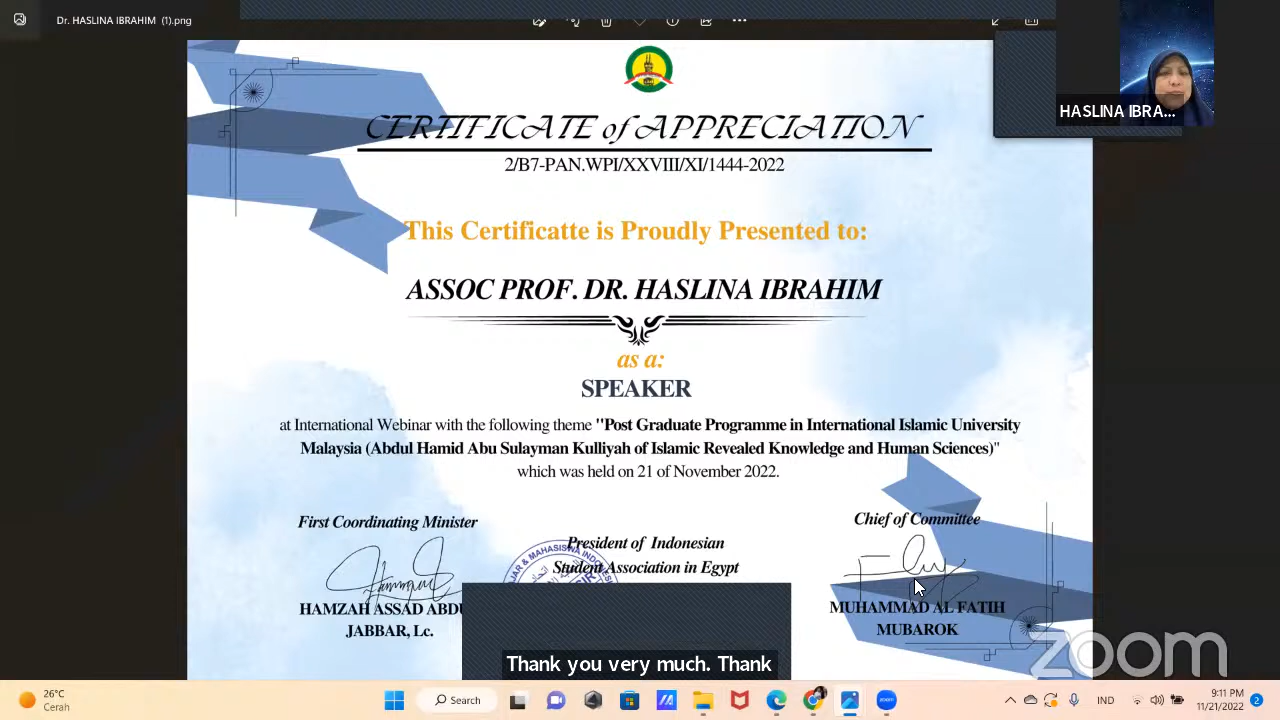 Dr. HASLINA IBRAHIM (1).png
HASLINA IBRA...
CERTIFICATE of APPRECIATION
2/B7-PAN.WPI/XXVIII/XI/1444-2022
This Certificatte is Proudly Presented to:
ASSOC PROF. DR. HASLINA IBRAHIM
as a:
SPEAKER
at International Webinar with the following theme "Post Graduate Programme in International Islamic University
Malaysia (Abdul Hamid Abu Sulayman Kulliyah of Islamic Revealed Knowledge and Human Sciences)"
which was held on 21 of November 2022.
First Coordinating Minister
HAMZAH ASSAD ABDU
JABBAR, Lc.
President of Indonesian
Student Association in Egypt
Chief of Committee
MUHAMMAD AL FATIH
MUBAROK
Thank you very much. Thank
zoom
26°C
Cerah
Search
zoom
IND
9:11 PM
11/21/2022
2